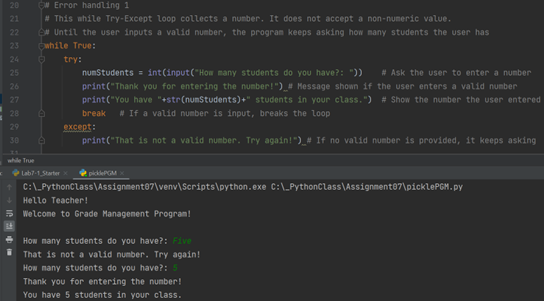 20 # Error handling 1
21 # This while Try-Except loop collects a number. It does not accept a non-numeric value.
22 # Until the user inputs a valid number, the program keeps asking how many students the user has
23 while True:
24 try:
25 numStudents = int(input("How many students do you have?: ")) # Ask the user to enter a number
26 print("Thank you for entering the number!") # Message shown if the user enters a valid number
27 print("You have "+str(numStudents)+" students in your class.") # Show the number the user entered
28 break # If a valid number is input, breaks the loop
29 except:
30 print("That is not a valid number. Try again!") # If no valid number is provided, it keeps asking
while True
Lab7-1_Starter × picklePGM ×
C:\_PythonClass\Assignment07\venv\Scripts\python.exe C:\_PythonClass\Assignment07\picklePGM.py
Hello Teacher!
Welcome to Grade Management Program!
How many students do you have?: Five
That is not a valid number. Try again!
How many students do you have?: 5
Thank you for entering the number!
You have 5 students in your class.